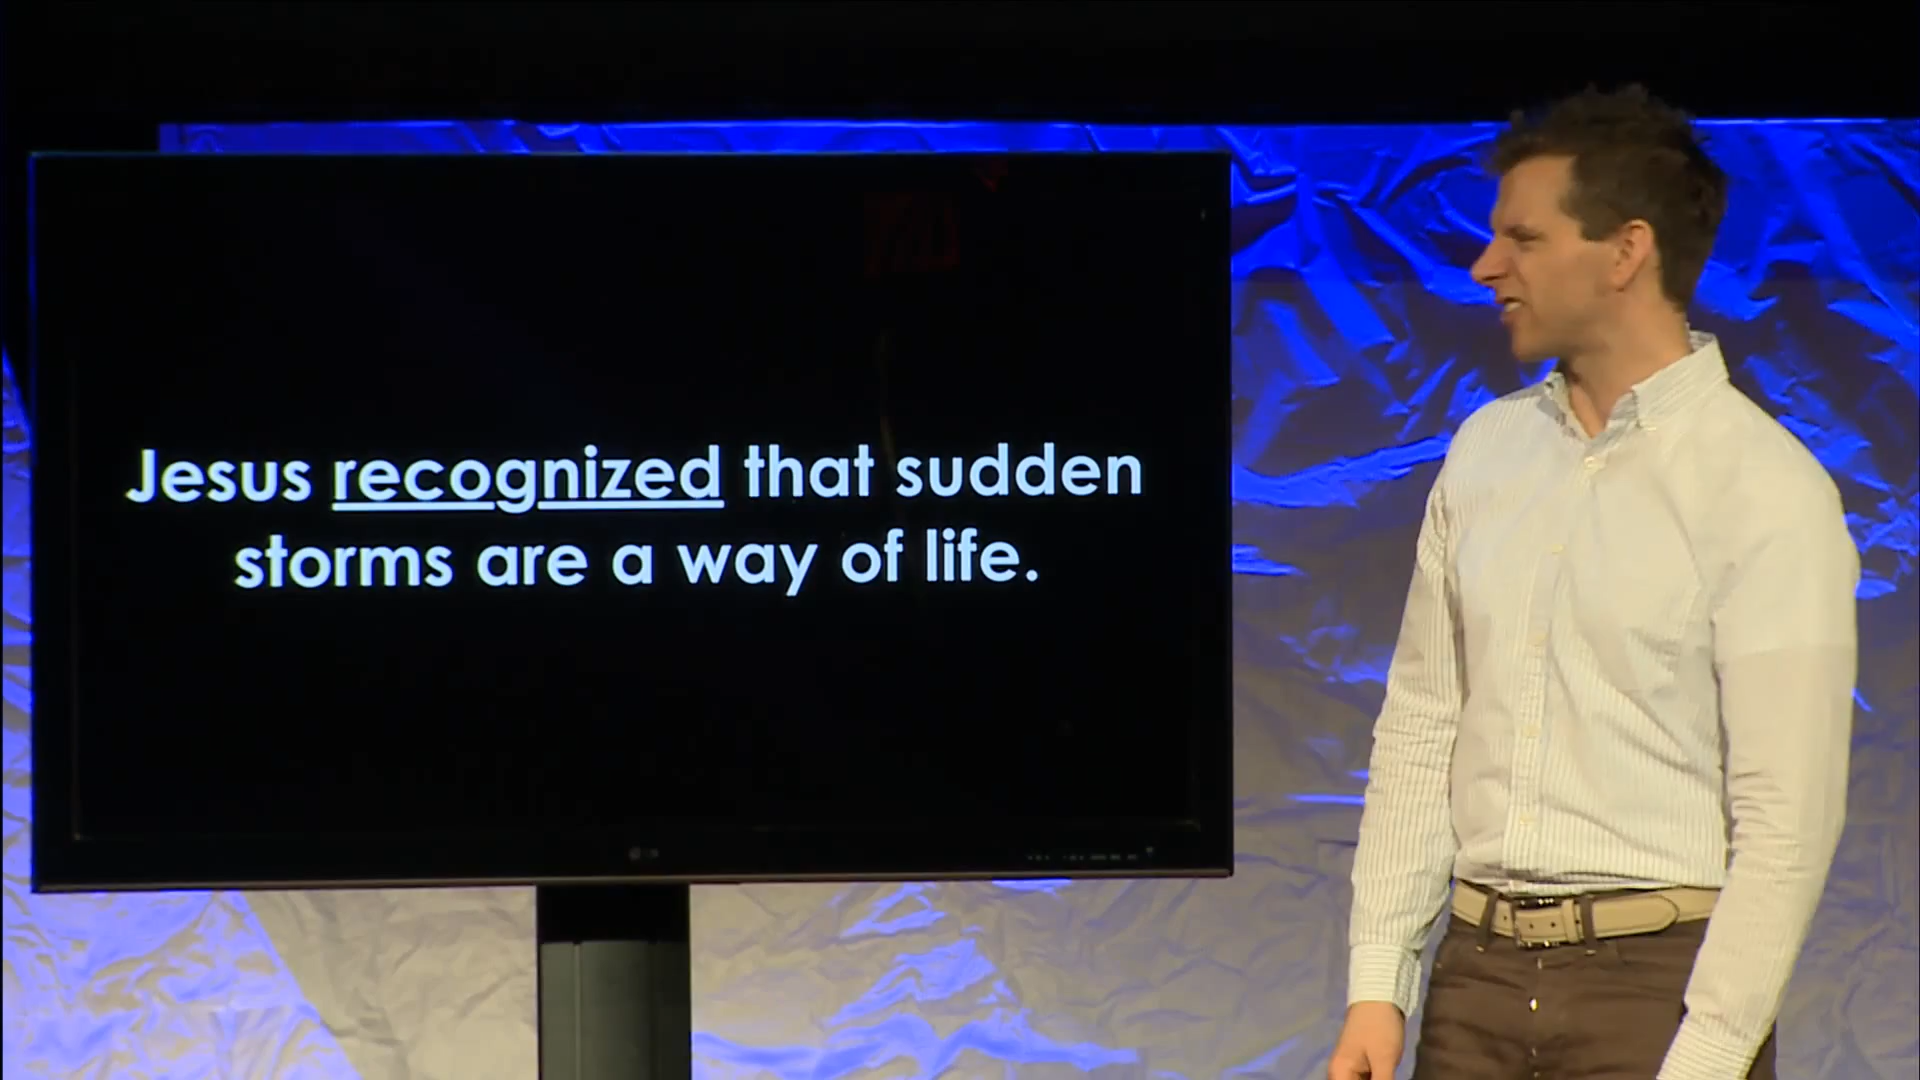 Jesus recognized that sudden
storms are a way of life.